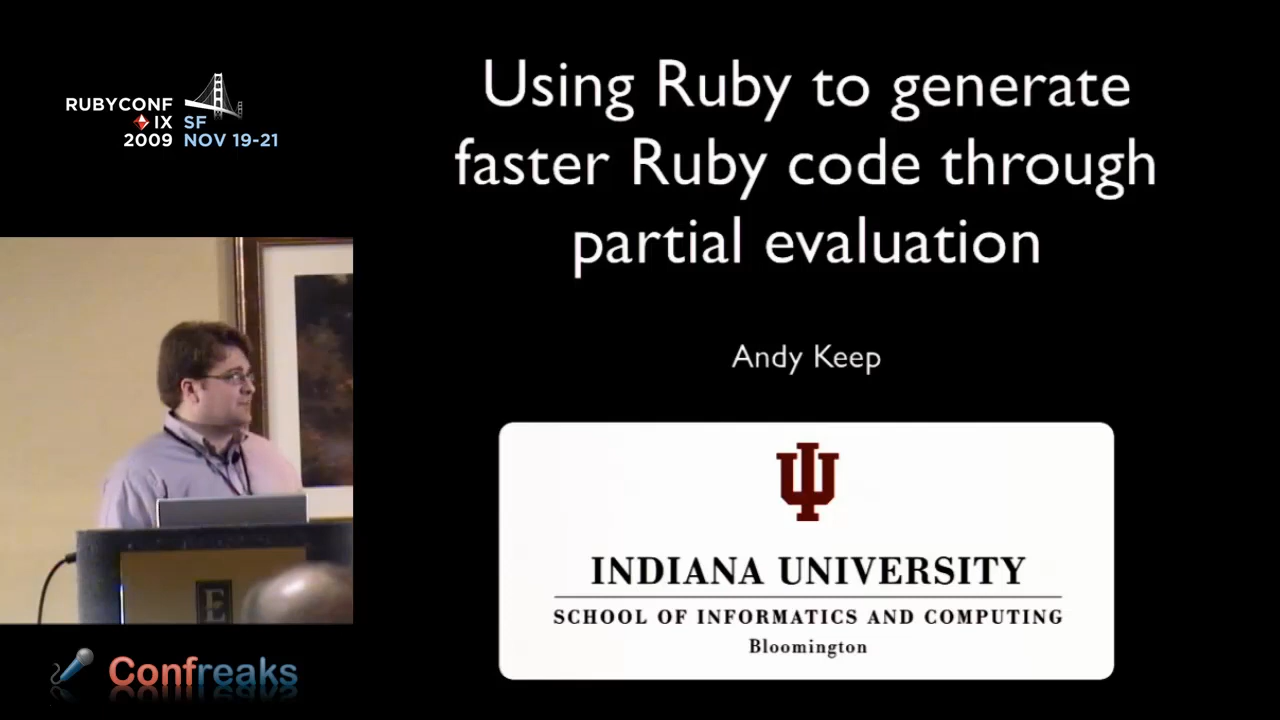 RUBYCONF
IX SF
2009 NOV 19-21
Using Ruby to generate
faster Ruby code through
partial evaluation
Andy Keep
INDIANA UNIVERSITY
SCHOOL OF INFORMATICS AND COMPUTING
Bloomington
E
Confreaks